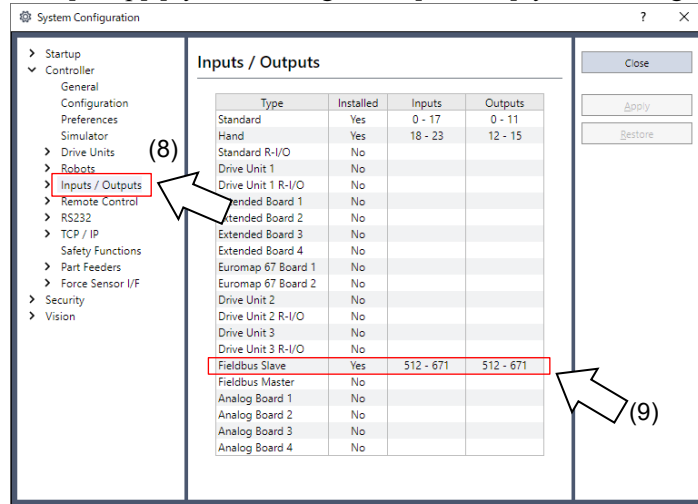 System Configuration ? ×
Startup
Controller
General
Configuration
Preferences
Simulator
Drive Units
Robots
Inputs / Outputs
Remote Control
RS232
TCP / IP
Safety Functions
Part Feeders
Force Sensor I/F
Security
Vision
(8)
Inputs / Outputs
Type Installed Inputs Outputs
Standard Yes 0 - 17 0 - 11
Hand Yes 18 - 23 12 - 15
Standard R-I/O No
Drive Unit 1 No
Drive Unit 1 R-I/O No
ended Board 1 No
xtended Board 2 No
Extended Board 3 No
Extended Board 4 No
Euromap 67 Board 1 No
Euromap 67 Board 2 No
Drive Unit 2 No
Drive Unit 2 R-I/O No
Drive Unit 3 No
Drive Unit 3 R-I/O No
Fieldbus Slave Yes 512 - 671 512 - 671
Fieldbus Master No
Analog Board 1 No
Analog Board 2 No
Analog Board 3 No
Analog Board 4 No
(9)
Close
Apply
Restore